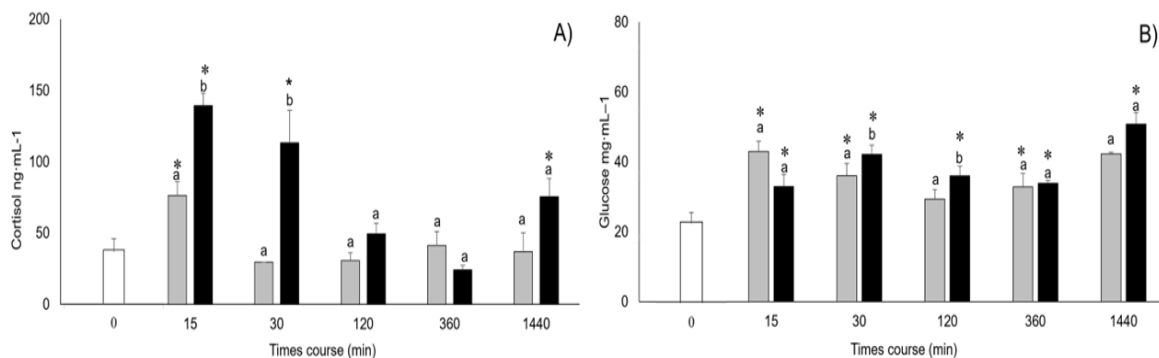 A)
Cortisol ng·mL-1
200
150
100
50
0
* a
* b
a
* b
a
a
a
a
a
* a
0 15 30 120 360 1440
Times course (min)
B)
Glucose mg·mL–1
80
60
40
20
0
* a
* a
* a
* b
a
* b
* a
* a
a
* a
0 15 30 120 360 1440
Times course (min)